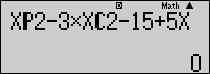 D Math ▲
XP2-3×XC2-15+5X
0